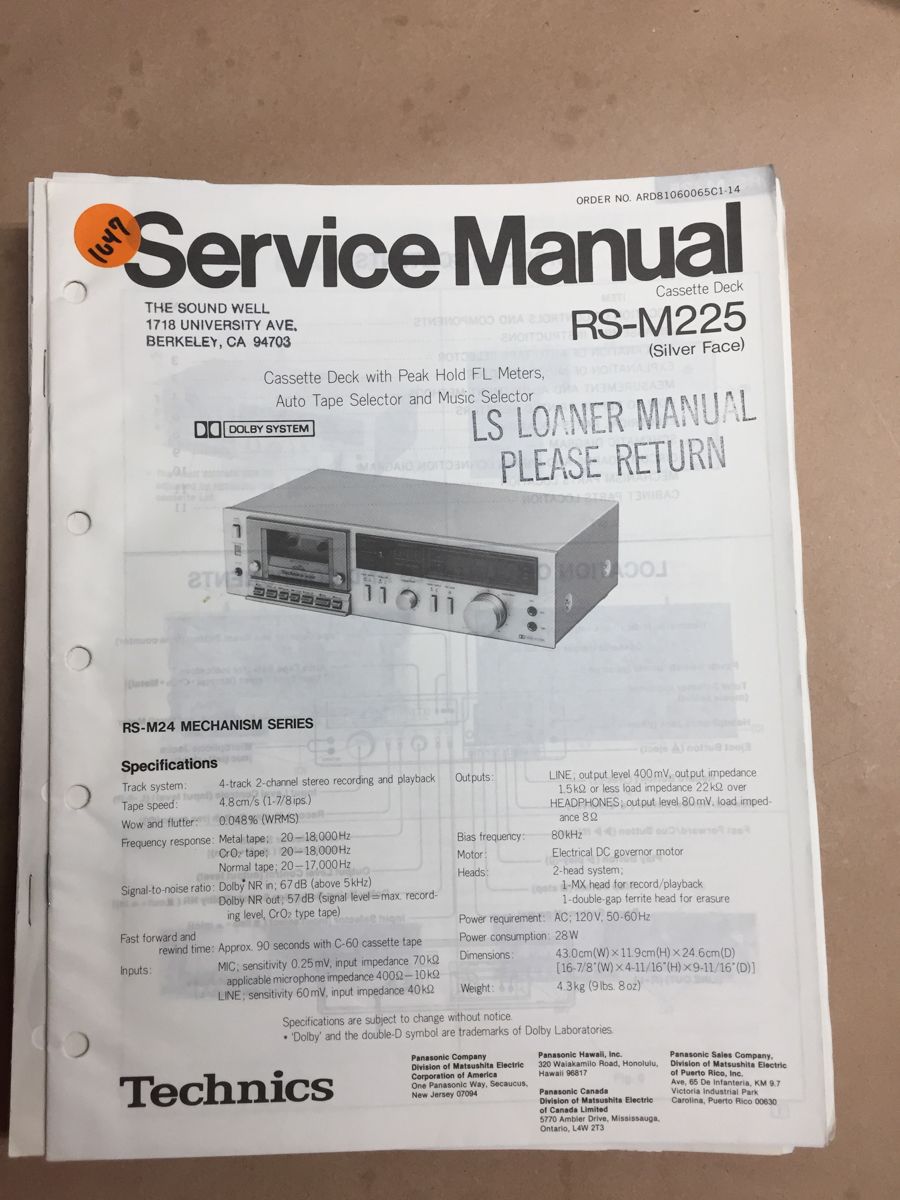 ORDER NO. ARD81060065C1-14
1647
Service Manual
Cassette Deck
RS-M225
(Silver Face)
THE SOUND WELL
1718 UNIVERSITY AVE.
BERKELEY, CA 94703
Cassette Deck with Peak Hold FL Meters,
Auto Tape Selector and Music Selector
DOLBY SYSTEM
LS LOANER MANUAL
PLEASE RETURN
RS-M24 MECHANISM SERIES
Specifications
Track system: 4-track 2-channel stereo recording and playback
Tape speed: 4.8cm/s (1-7/8 ips.)
Wow and flutter: 0.048% (WRMS)
Frequency response: Metal tape; 20–18,000Hz
CrO₂ tape; 20–18,000Hz
Normal tape; 20–17,000Hz
Signal-to-noise ratio: Dolby* NR in; 67dB (above 5kHz)
Dolby NR out; 57dB (signal level=max. record-
ing level, CrO₂ type tape)
Fast forward and
rewind time: Approx. 90 seconds with C-60 cassette tape
Inputs: MIC; sensitivity 0.25mV, input impedance 70kΩ
applicable microphone impedance 400Ω–10kΩ
LINE; sensitivity 60mV, input impedance 40kΩ
Outputs: LINE; output level 400mV, output impedance
1.5kΩ or less load impedance 22kΩ over
HEADPHONES; output level 80mV, load imped-
ance 8Ω
Bias frequency: 80kHz
Motor: Electrical DC governor motor
Heads: 2-head system;
1-MX head for record/playback
1-double-gap ferrite head for erasure
Power requirement: AC; 120V, 50-60Hz
Power consumption: 28W
Dimensions: 43.0cm(W)×11.9cm(H)×24.6cm(D)
[16-7/8"(W)×4-11/16"(H)×9-11/16"(D)]
Weight: 4.3kg (9lbs. 8oz)
Specifications are subject to change without notice.
* 'Dolby' and the double-D symbol are trademarks of Dolby Laboratories.
Technics
Panasonic Company
Division of Matsushita Electric
Corporation of America
One Panasonic Way, Secaucus,
New Jersey 07094
Panasonic Hawaii, Inc.
320 Waiakamilo Road, Honolulu,
Hawaii 96817
Panasonic Canada
Division of Matsushita Electric
of Canada Limited
5770 Ambler Drive, Mississauga,
Ontario, L4W 2T3
Panasonic Sales Company,
Division of Matsushita Electric
of Puerto Rico, Inc.
Ave. 65 De Infanteria, KM 9.7
Victoria Industrial Park
Carolina, Puerto Rico 00630